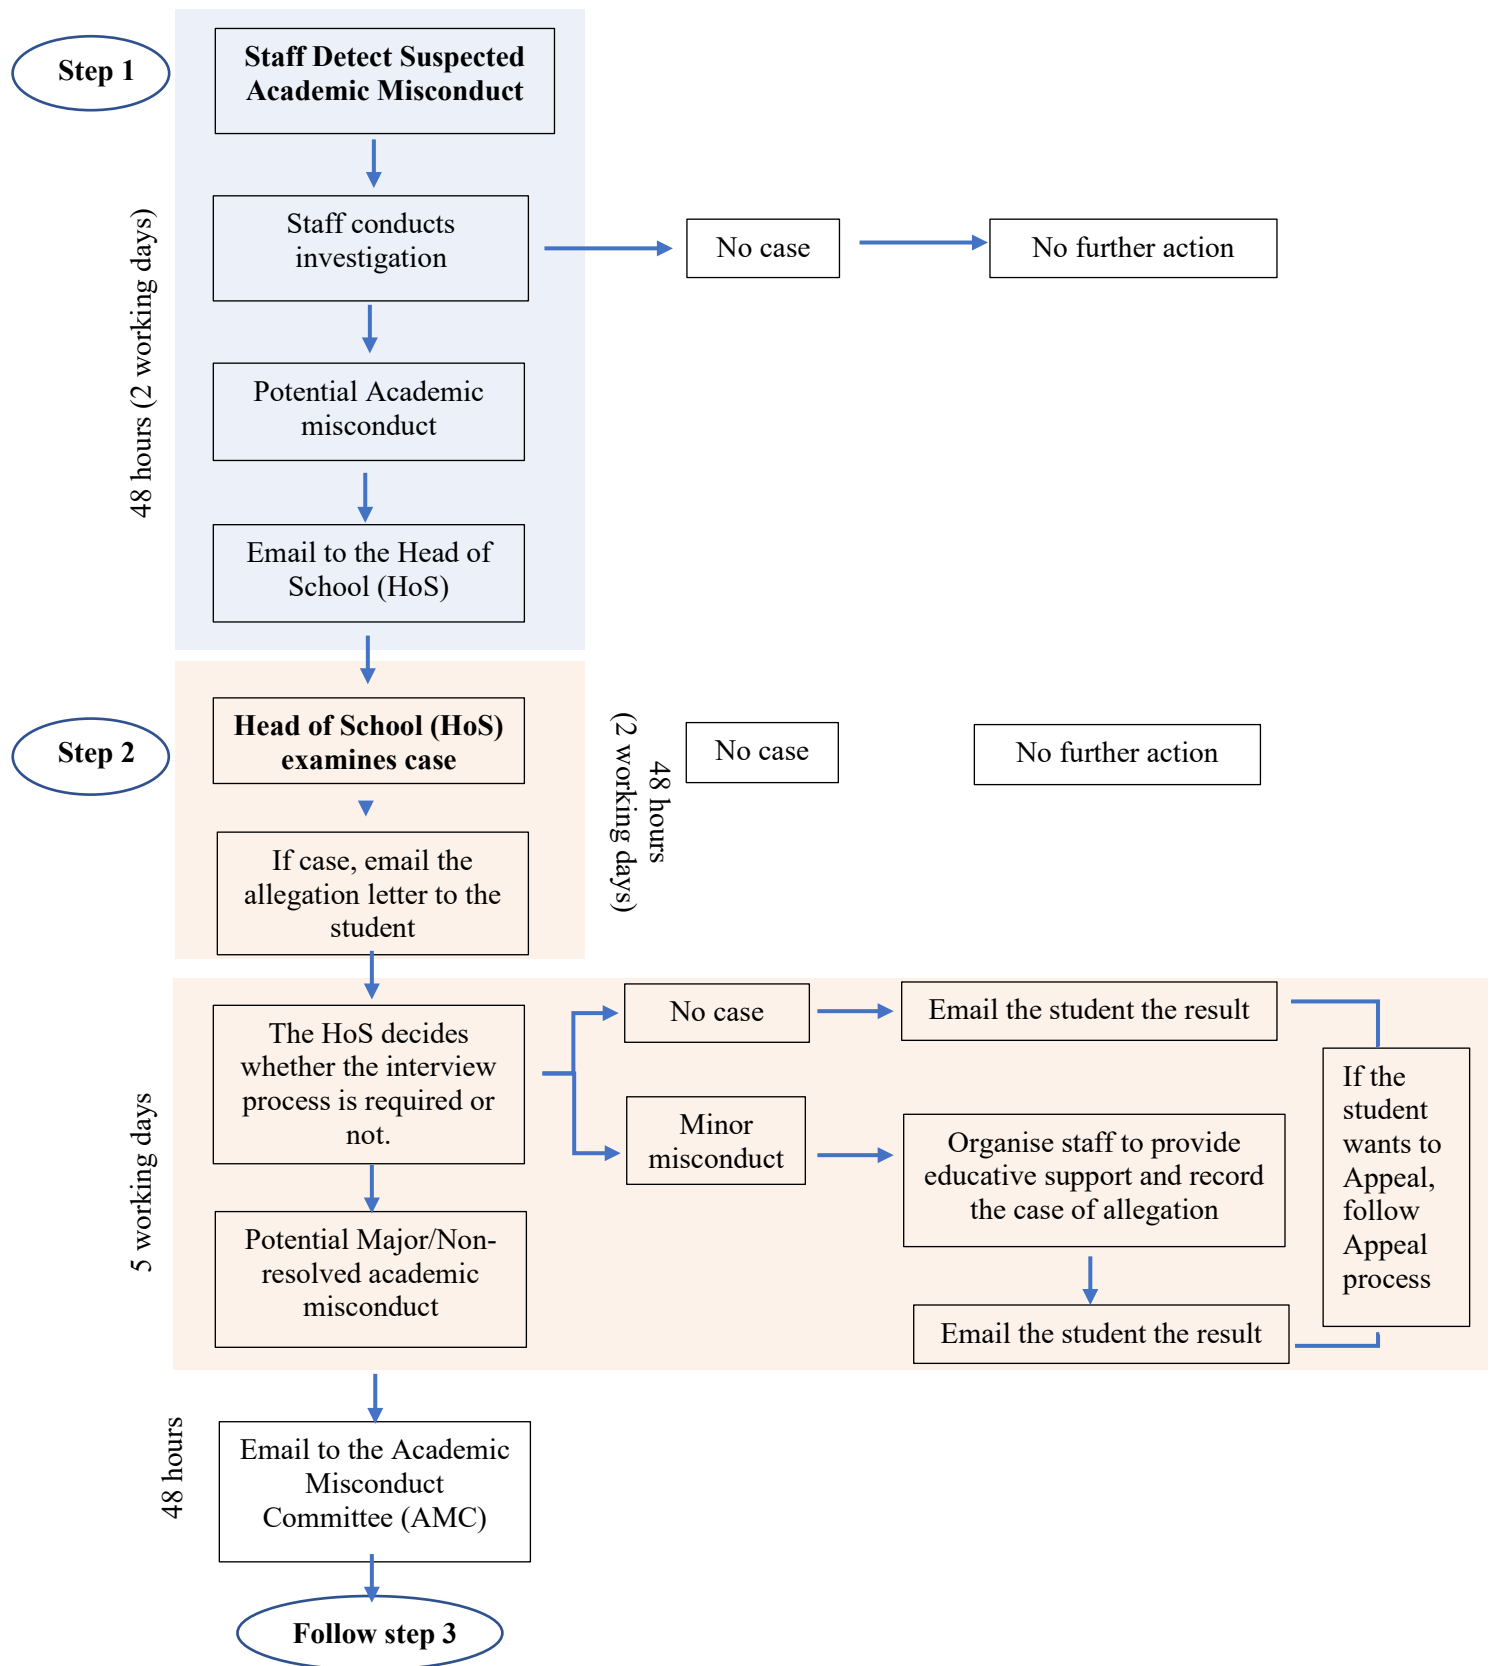 Step 1
Staff Detect Suspected
Academic Misconduct
48 hours (2 working days)
Staff conducts
investigation
No case
No further action
Potential Academic
misconduct
Email to the Head of
School (HoS)
Step 2
Head of School (HoS)
examines case
48 hours
(2 working days)
No case
No further action
If case, email the
allegation letter to the
student
5 working days
The HoS decides
whether the interview
process is required or
not.
No case
Email the student the result
Minor
misconduct
Organise staff to provide
educative support and record
the case of allegation
Email the student the result
If the
student
wants to
Appeal,
follow
Appeal
process
Potential Major/Non-
resolved academic
misconduct
48 hours
Email to the Academic
Misconduct
Committee (AMC)
Follow step 3